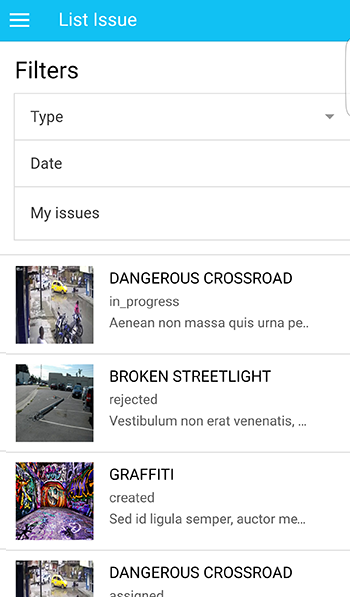 List Issue
Filters
Type
Date
My issues
DANGEROUS CROSSROAD
in_progress
Aenean non massa quis urna pe..
BROKEN STREETLIGHT
rejected
Vestibulum non erat venenatis, ...
GRAFFITI
created
Sed id ligula semper, auctor me...
DANGEROUS CROSSROAD
assigned